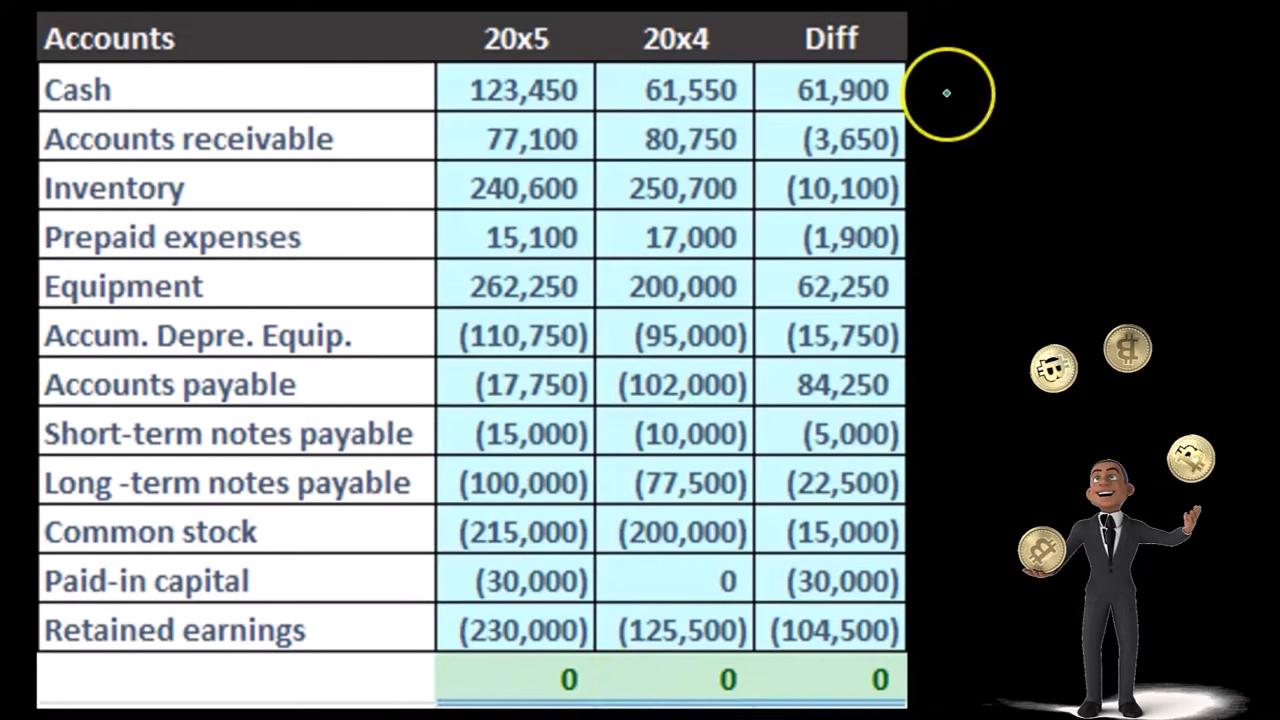 Accounts 20x5 20x4 Diff
Cash 123,450 61,550 61,900
Accounts receivable 77,100 80,750 (3,650)
Inventory 240,600 250,700 (10,100)
Prepaid expenses 15,100 17,000 (1,900)
Equipment 262,250 200,000 62,250
Accum. Depre. Equip. (110,750) (95,000) (15,750)
Accounts payable (17,750) (102,000) 84,250
Short-term notes payable (15,000) (10,000) (5,000)
Long -term notes payable (100,000) (77,500) (22,500)
Common stock (215,000) (200,000) (15,000)
Paid-in capital (30,000) 0 (30,000)
Retained earnings (230,000) (125,500) (104,500)
0 0 0